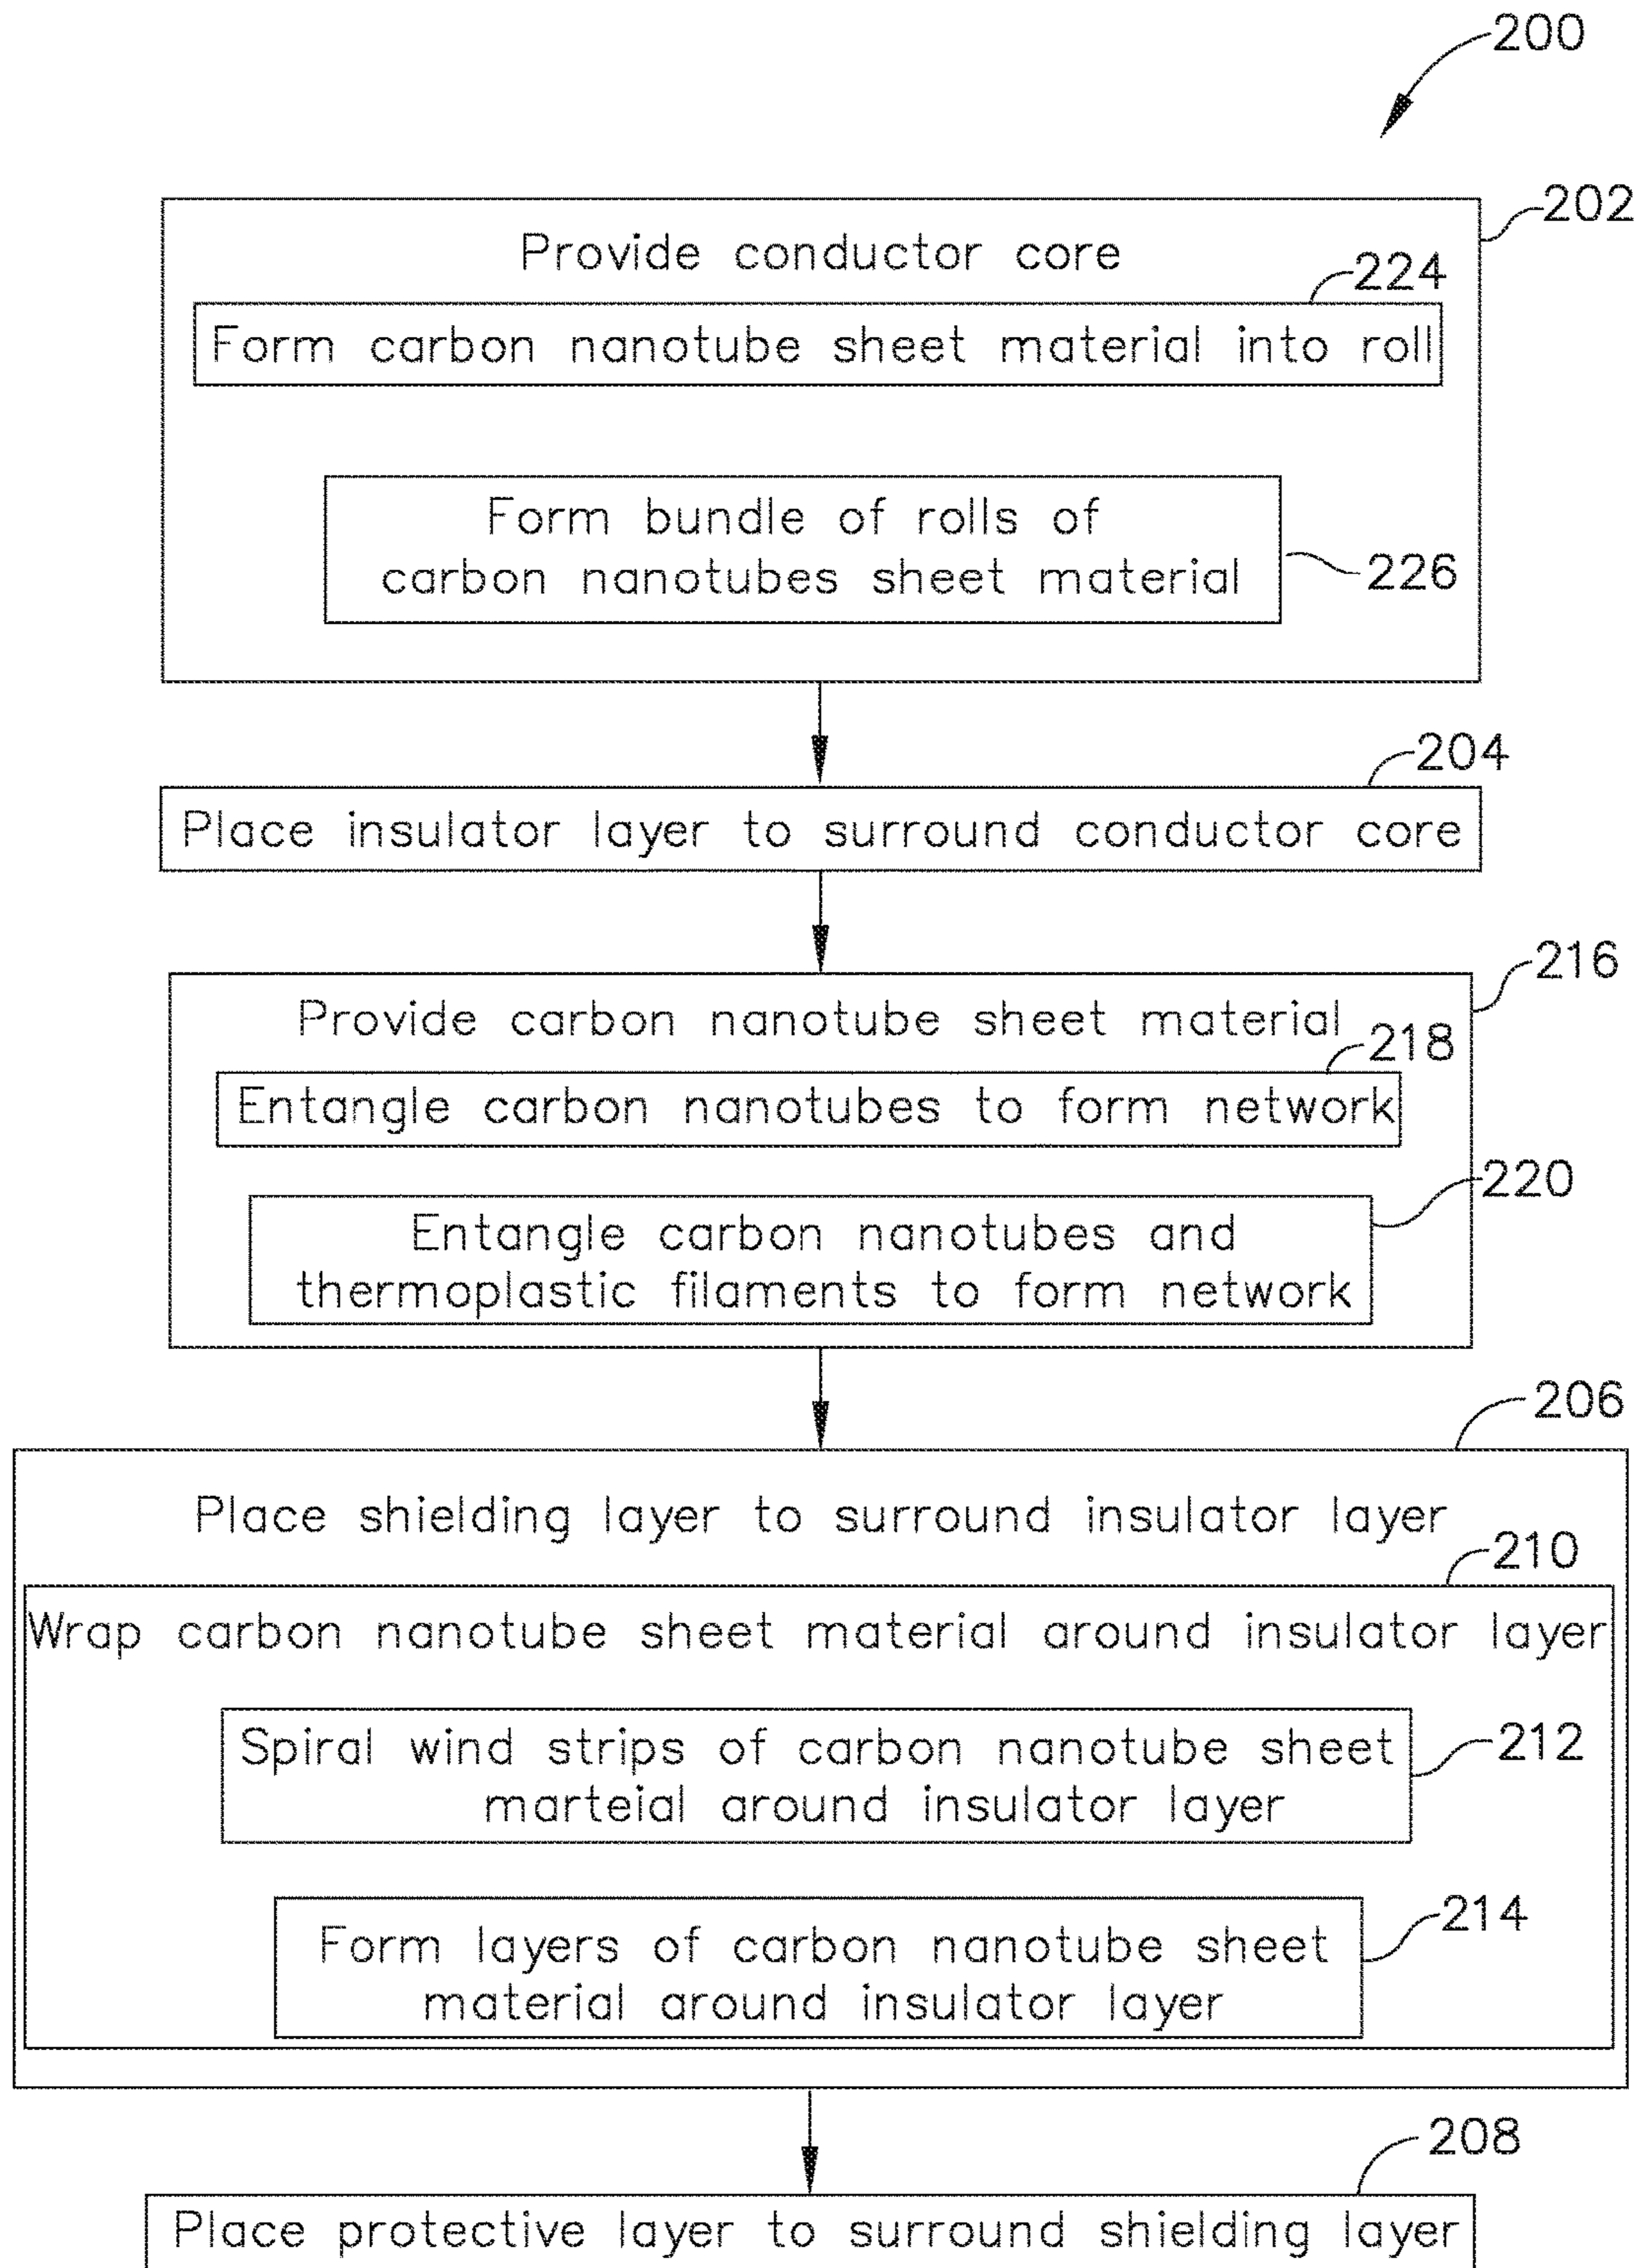 200
202
Provide conductor core
224
Form carbon nanotube sheet material into roll
Form bundle of rolls of
carbon nanotubes sheet material
226
204
Place insulator layer to surround conductor core
216
Provide carbon nanotube sheet material
218
Entangle carbon nanotubes to form network
220
Entangle carbon nanotubes and
thermoplastic filaments to form network
206
Place shielding layer to surround insulator layer
210
Wrap carbon nanotube sheet material around insulator layer
Spiral wind strips of carbon nanotube sheet
212
marteial around insulator layer
214
Form layers of carbon nanotube sheet
material around insulator layer
208
Place protective layer to surround shielding layer